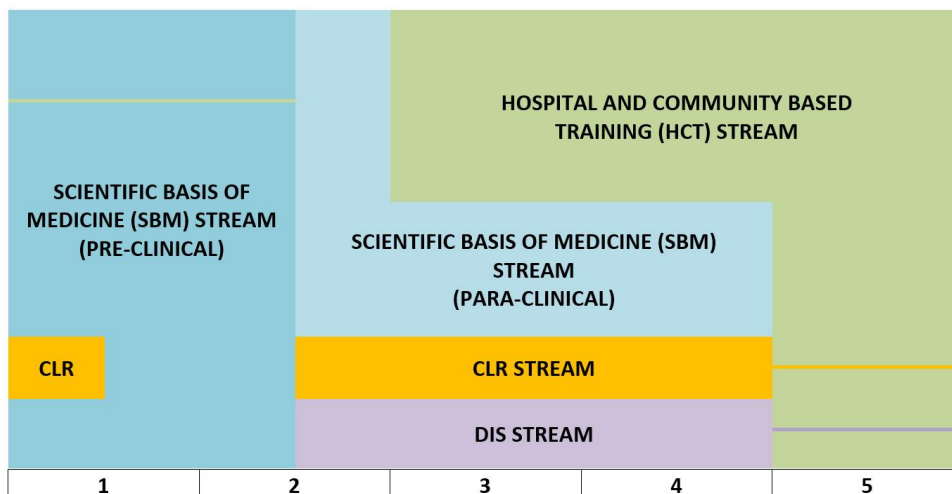 HOSPITAL AND COMMUNITY BASED
TRAINING (HCT) STREAM
SCIENTIFIC BASIS OF
MEDICINE (SBM) STREAM
(PRE-CLINICAL)
SCIENTIFIC BASIS OF MEDICINE (SBM)
STREAM
(PARA-CLINICAL)
CLR
CLR STREAM
DIS STREAM
1 2 3 4 5